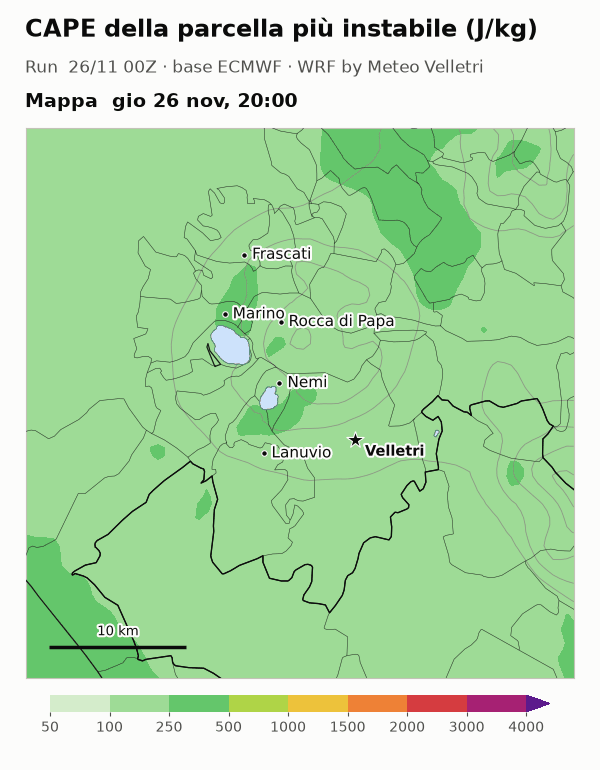 CAPE della parcella più instabile (J/kg)
Run  26/11 00Z · base ECMWF · WRF by Meteo Velletri
Mappa  gio 26 nov, 20:00
Frascati
Marino
Rocca di Papa
Nemi
Velletri
Lanuvio
10 km
50 100 250 500 1000 1500 2000 3000 4000